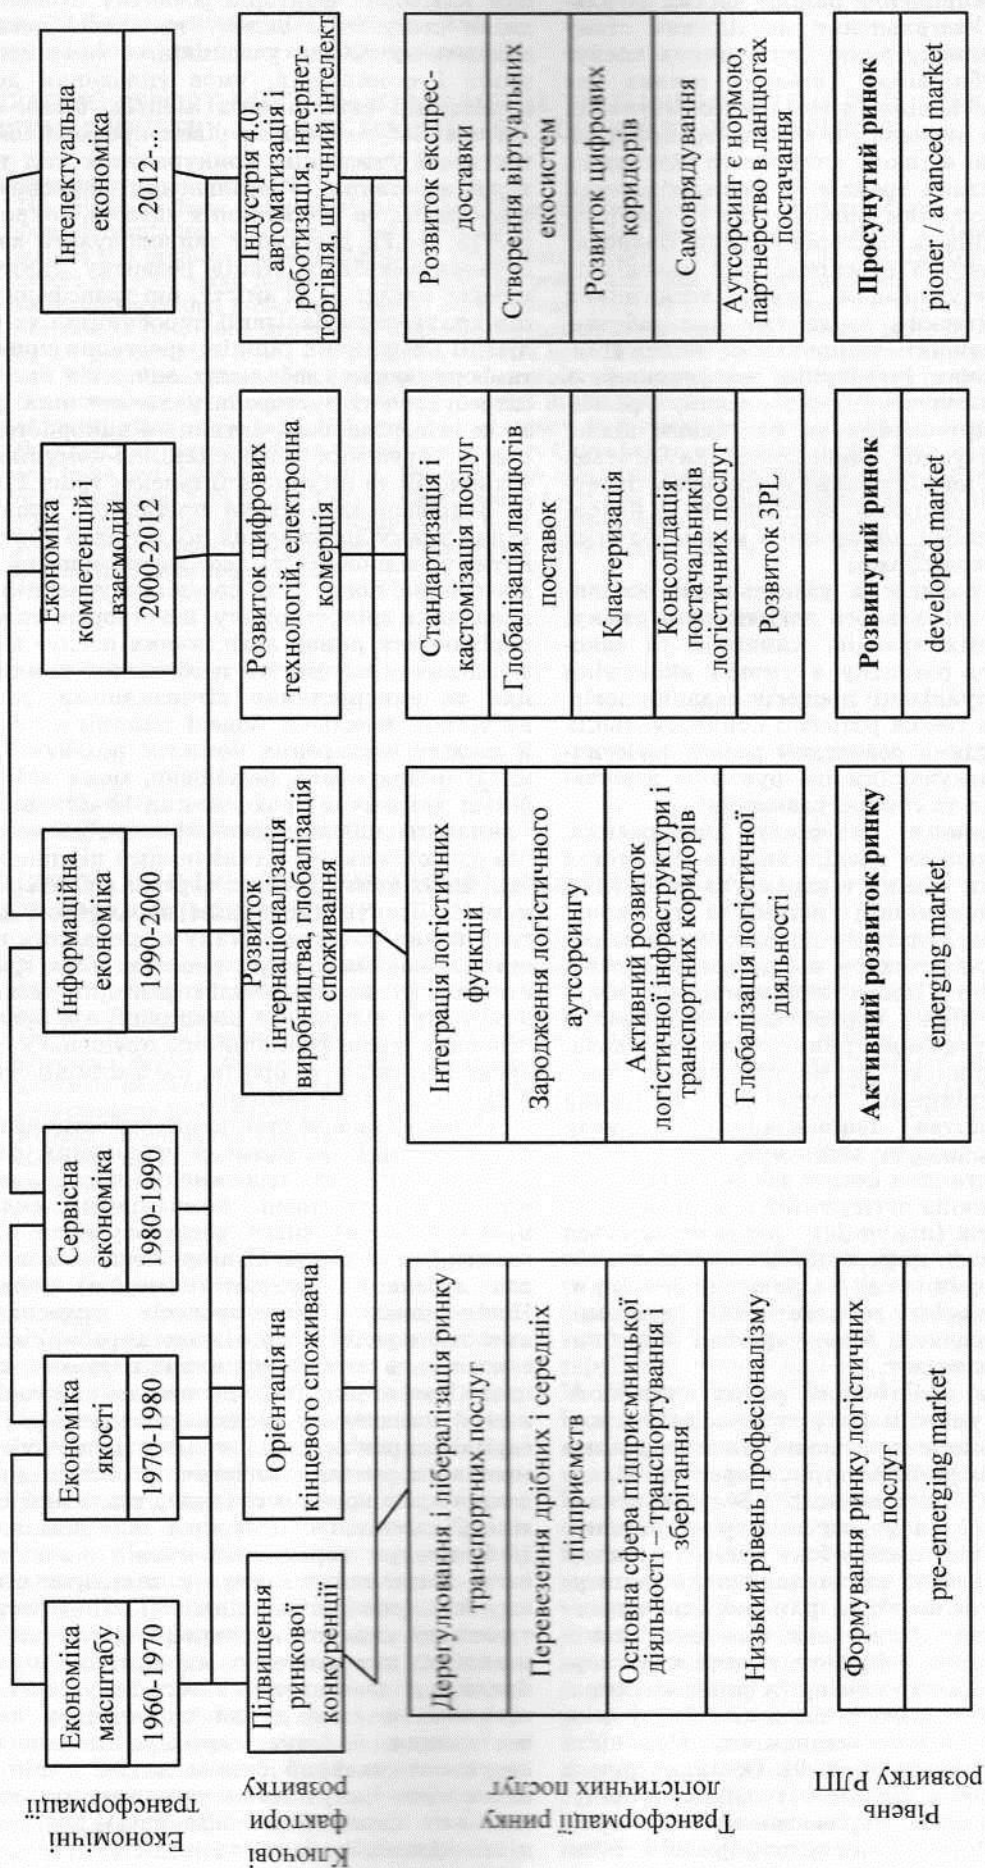 Економічні
трансформації
Економіка
масштабу
1960-1970
Економіка
якості
1970-1980
Сервісна
економіка
1980-1990
Інформаційна
економіка
1990-2000
Економіка
компетенцій і
взаємодій
2000-2012
Інтелектуальна
економіка
2012-...
Ключові
фактори
розвитку
Підвищення
ринкової
конкуренції
Орієнтація на
кінцевого споживача
Розвиток
інтернаціоналізація
виробництва, глобалізація
споживання
Розвиток цифрових
технологій електронна
комерція
Індустрія 4.0,
автоматизація і
роботизація, інтернет-
торгівля, штучний інтелект
Трансформації ринку
логістичних послуг
Дерегулювання і лібералізація ринку
транспортних послуг
Перевезення дрібних і середніх
підприємств
Основна сфера підприємницької
діяльності – транспортування і
зберігання
Низький рівень професіоналізму
Інтеграція логістичних
функцій
Зародження логістичного
аутсорингу
Активний розвиток
логістичної інфраструктури і
транспортних коридорів
Глобалізація логістичної
діяльності
Стандартизація і
кастомізація послуг
Глобалізація ланцюгів
поставок
Кластеризація
Консолідація
постачальників
логістичних послуг
Розвиток 3PL
Розвиток експрес-
доставки
Створення віртуальних
екосистем
Розвиток цифрових
коридорів
Самоврядування
Аутсорсинг є нормою,
партнерство в ланцюгах
постачання
Рівень
розвитку РЛП
Формування ринку логістичних
послуг
pre-emerging market
Активний розвиток ринку
emerging market
Розвинутий ринок
developed market
Просунутий ринок
pioner / avanced market